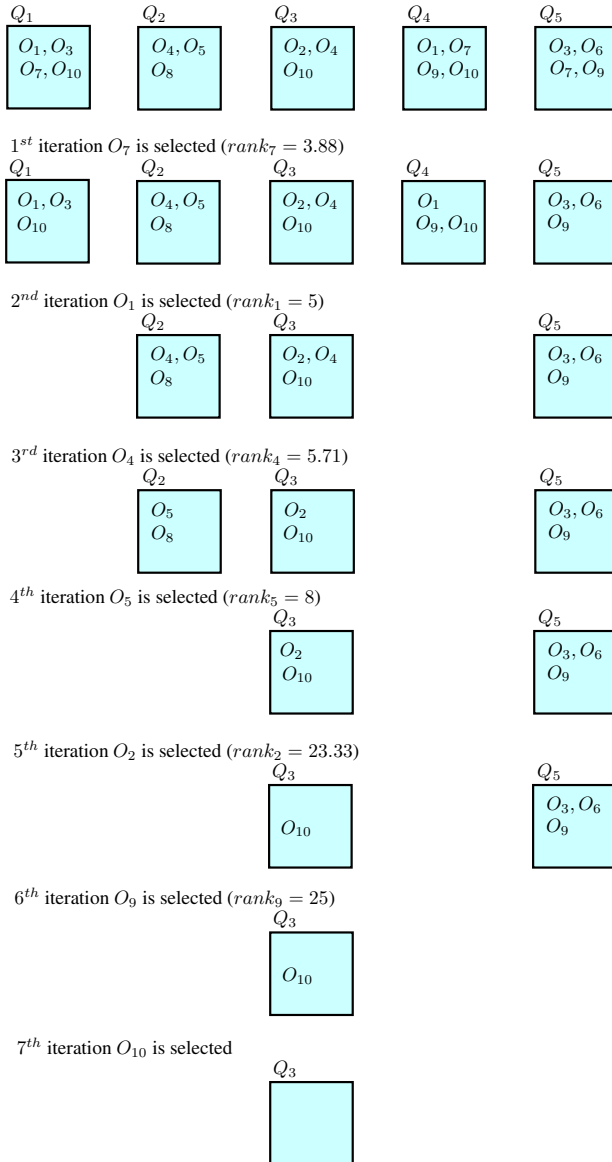 Q1 Q2 Q3 Q4 Q5
O1, O3 O4, O5 O2, O4 O1, O7 O3, O6
O7, O10 O8 O10 O9, O10 O7, O9
1st iteration O7 is selected (rank7 = 3.88)
Q1 Q2 Q3 Q4 Q5
O1, O3 O4, O5 O2, O4 O1 O3, O6
O10 O8 O10 O9, O10 O9
2nd iteration O1 is selected (rank1 = 5)
Q2 Q3 Q5
O4, O5 O2, O4 O3, O6
O8 O10 O9
3rd iteration O4 is selected (rank4 = 5.71)
Q2 Q3 Q5
O5 O2 O3, O6
O8 O10 O9
4th iteration O5 is selected (rank5 = 8)
Q3 Q5
O2 O3, O6
O10 O9
5th iteration O2 is selected (rank2 = 23.33)
Q3 Q5
O3, O6
O10 O9
6th iteration O9 is selected (rank9 = 25)
Q3
O10
7th iteration O10 is selected
Q3